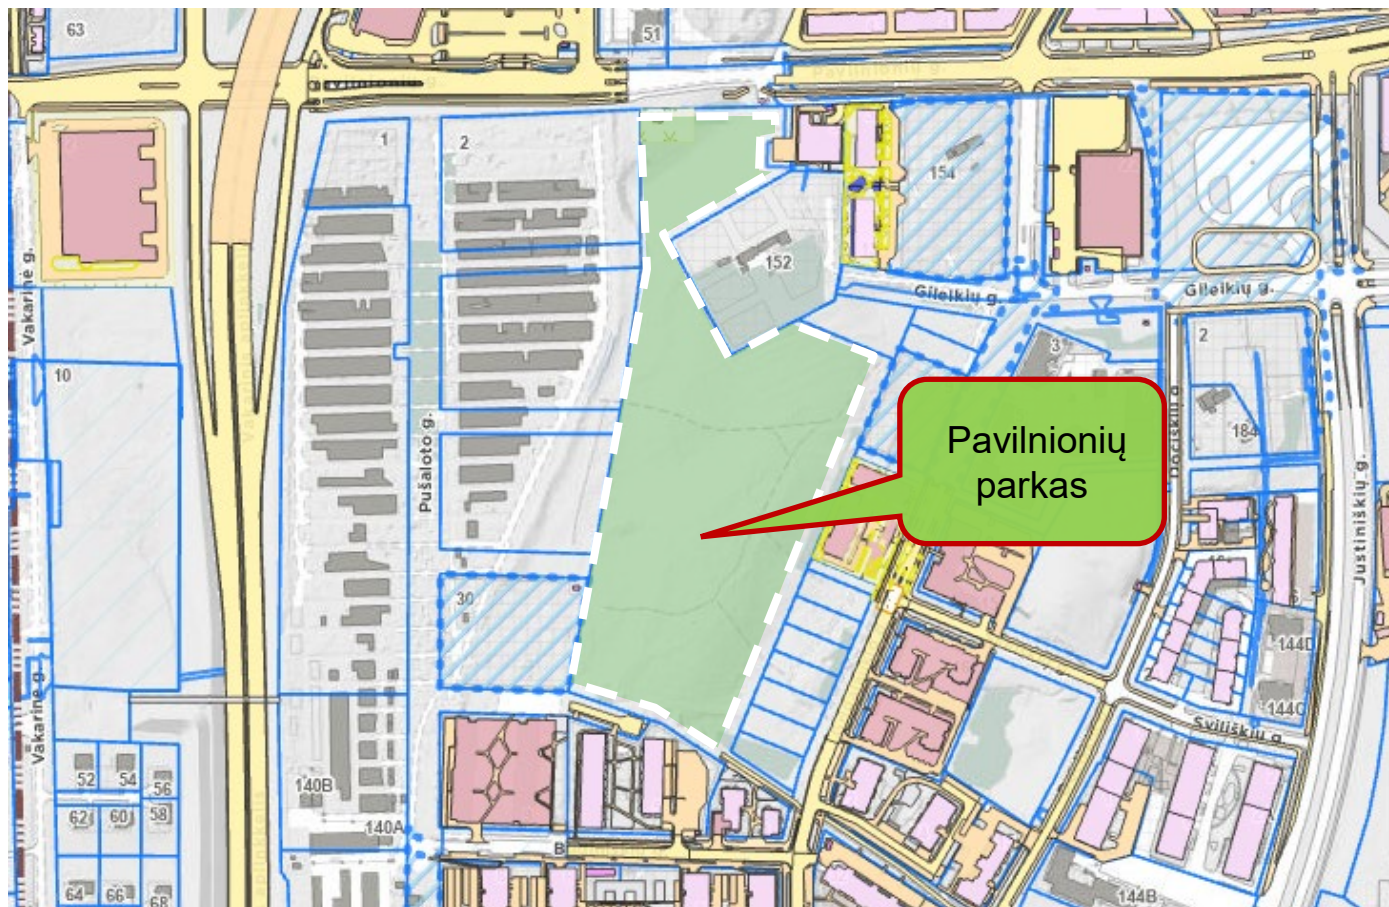 63
51
Pavilnionių g.
1
2
154
152
Vakarinė g.
Gileikių g.
Gileikių g.
3
2
10
184
Pavilnionių
parkas
Pušaloto g.
Justiniškių g.
30
144D
144C
Sviliškių g.
Vakarinė g.
52
54
56
140B
62
60
58
140A
B
64
66
68
144B